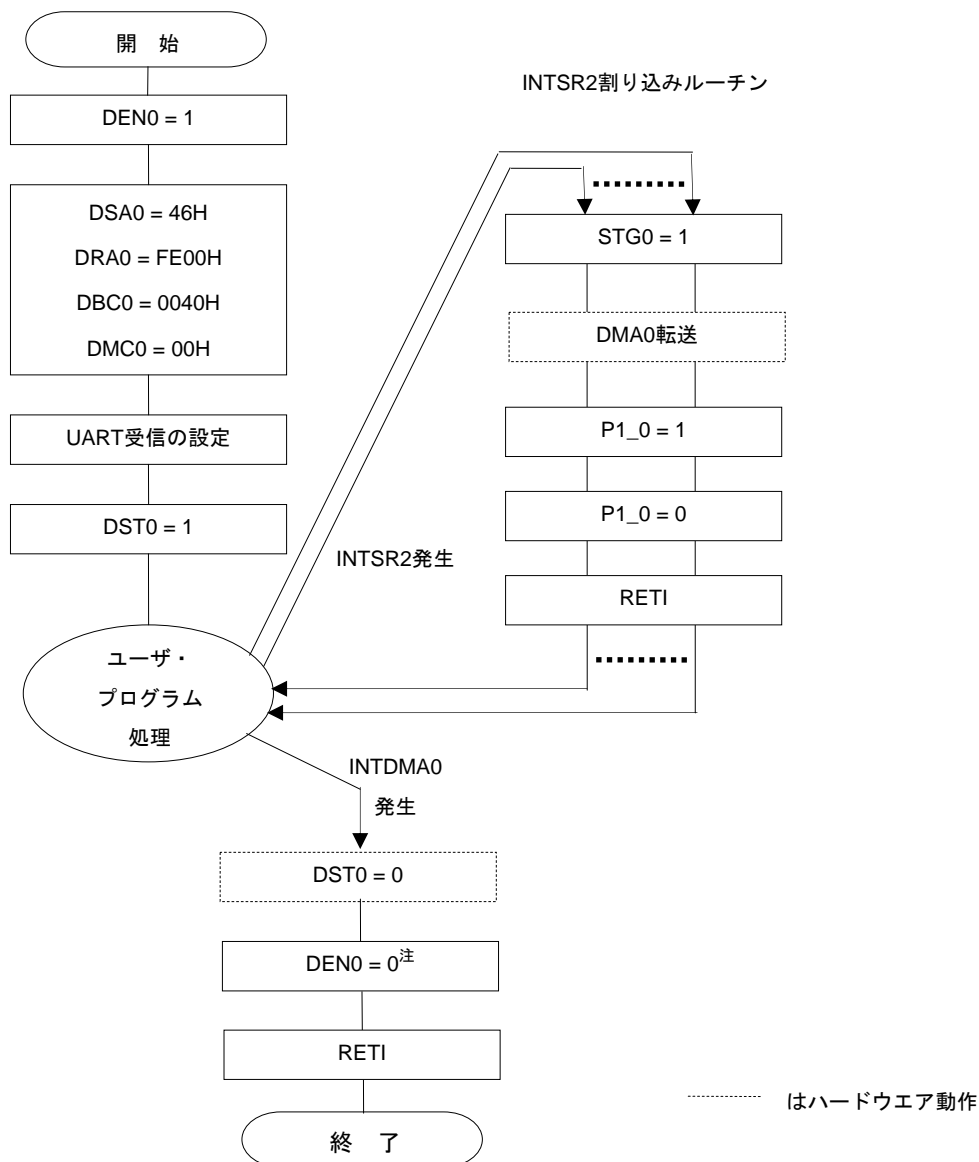 開 始
DEN0 = 1
DSA0 = 46H
DRA0 = FE00H
DBC0 = 0040H
DMC0 = 00H
UART受信の設定
DST0 = 1
ユーザ・
プログラム
処理
INTSR2発生
INTSR2割り込みルーチン
STG0 = 1
DMA0転送
P1_0 = 1
P1_0 = 0
RETI
INTDMA0
発生
DST0 = 0
DEN0 = 0注
RETI
終 了
はハードウエア動作